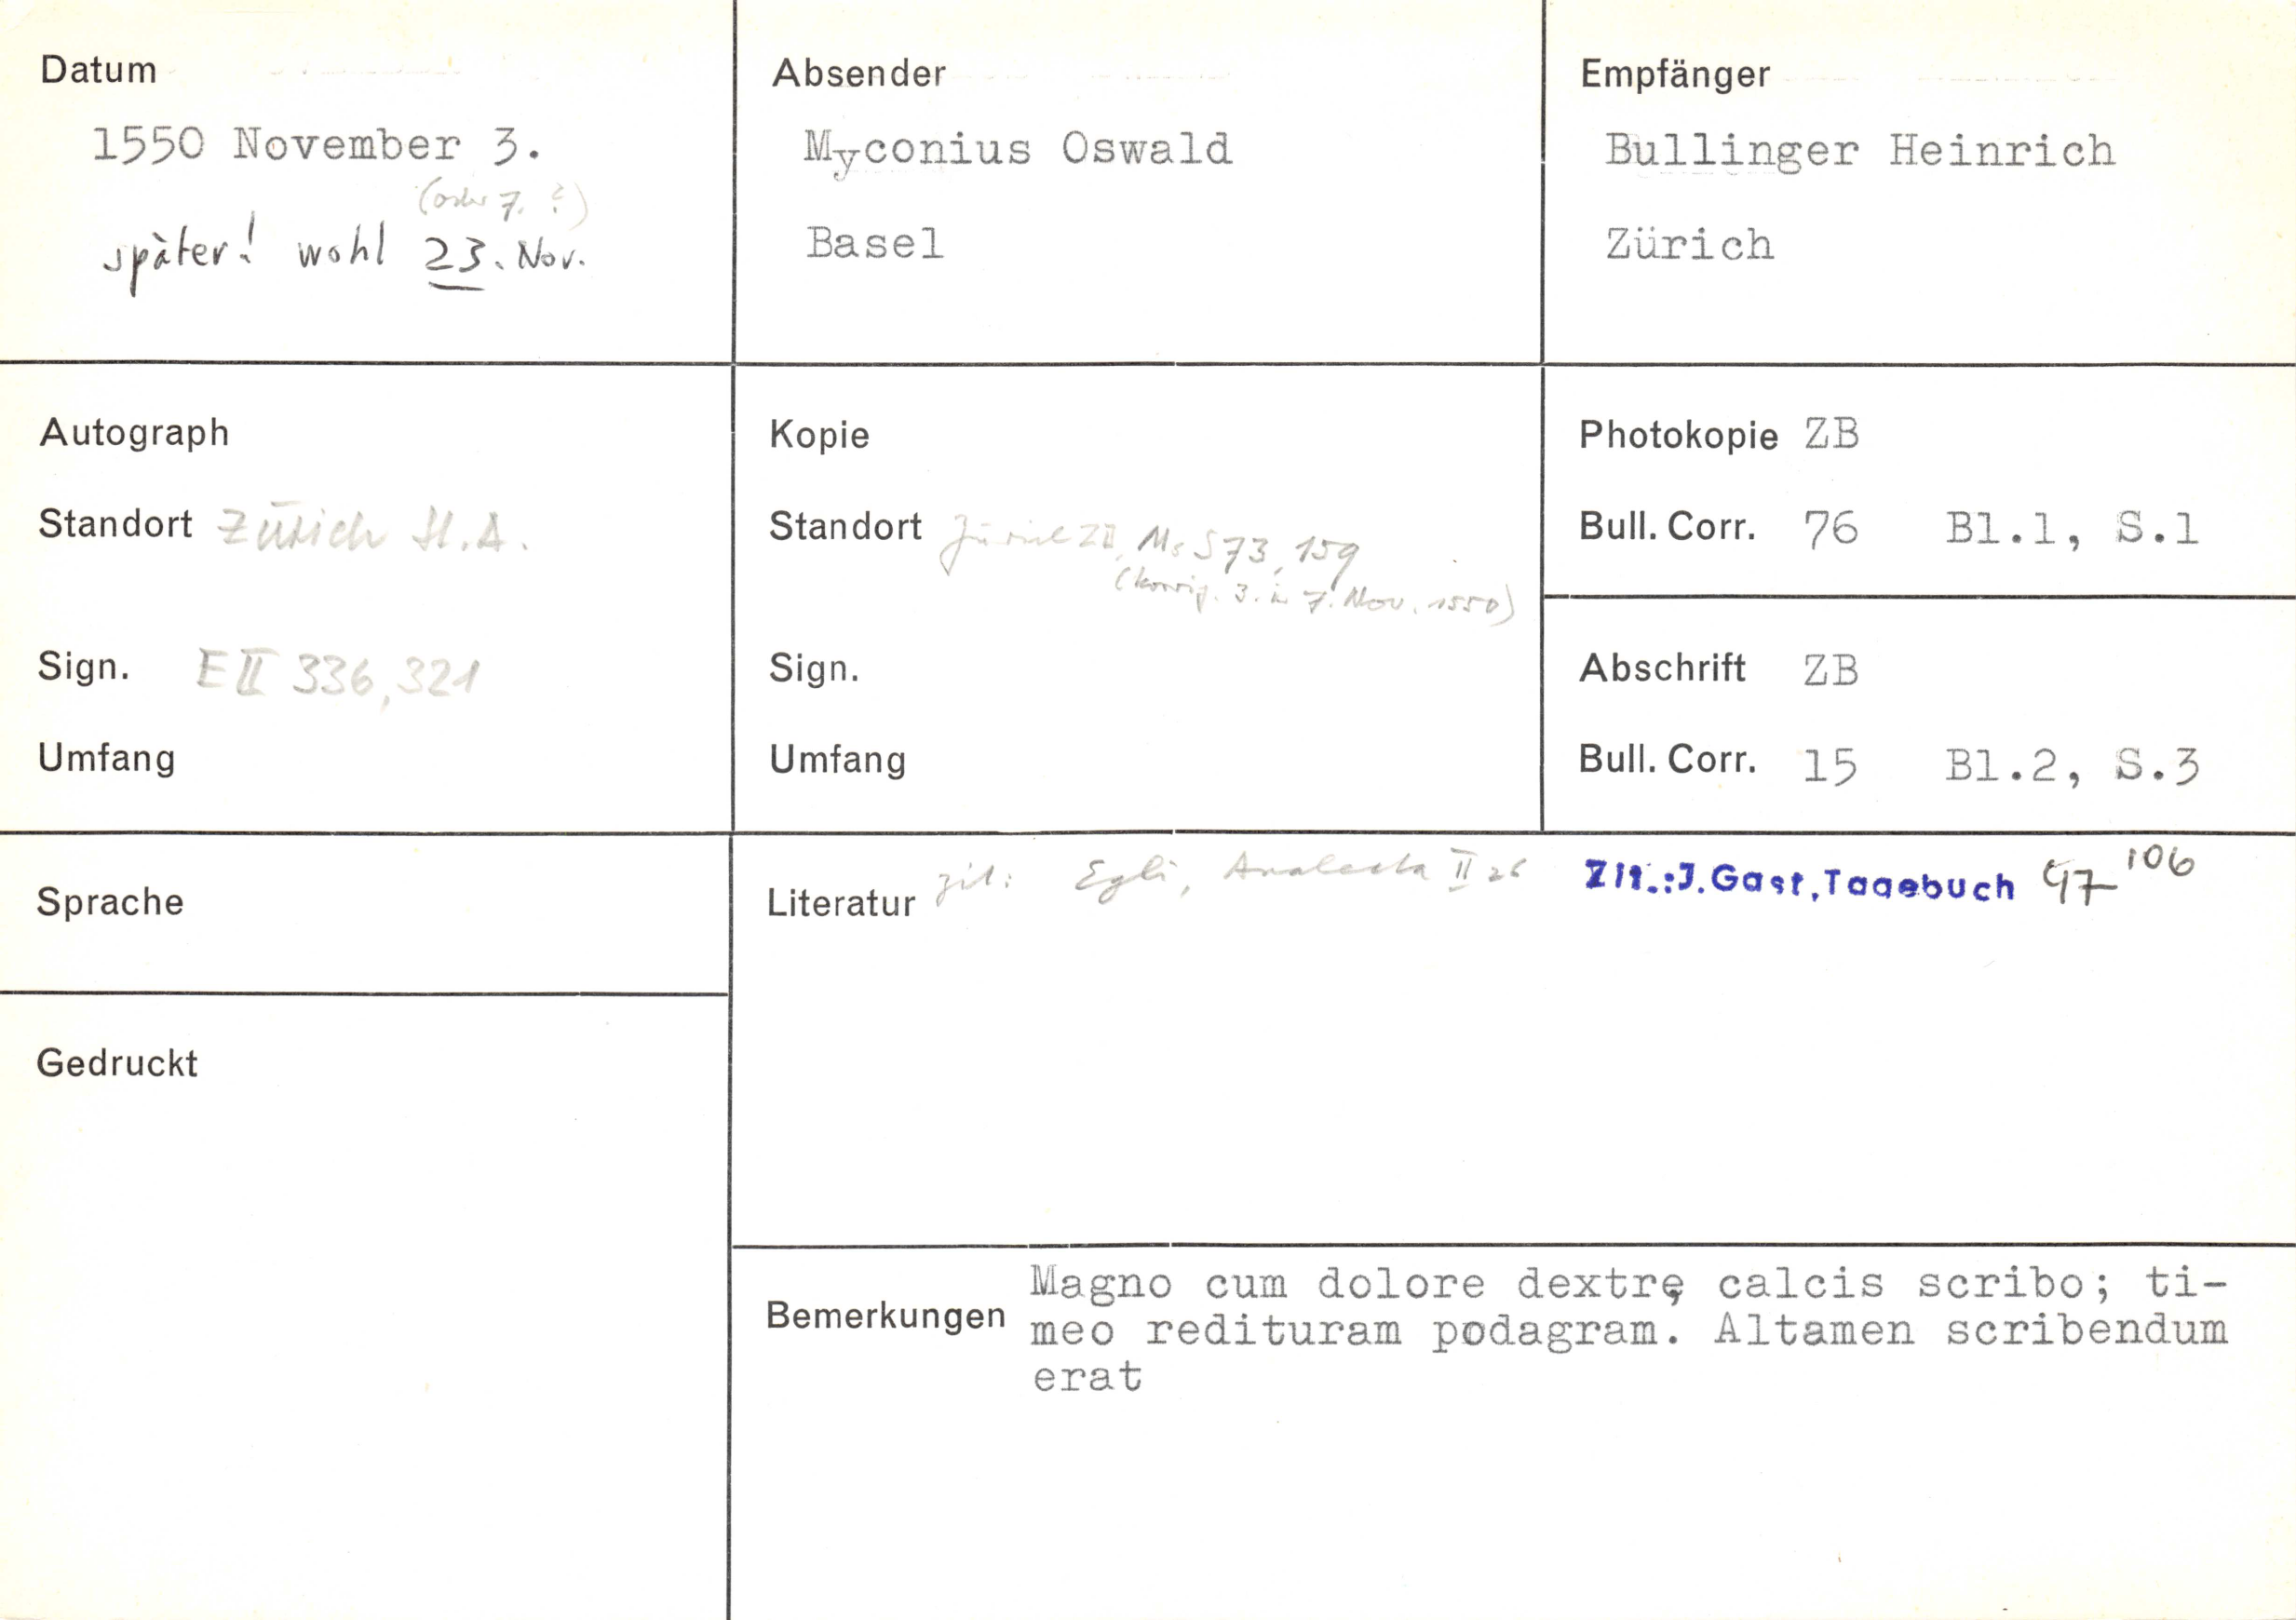 Datum
1550 November 3.
(oder 7. ?)
später! wohl 23. Nov.
Absender
Myconius Oswald
Basel
Empfänger
Bullinger Heinrich
Zürich
Autograph
Standort Zürich St.A.
Sign. E II 336, 321
Umfang
Kopie
Standort Zürich ZB, Ms S 73, 159
(korrig. 3. in 7. Nov. 1550)
Sign.
Umfang
Photokopie ZB
Bull. Corr. 76 Bl.1, S.1
Abschrift ZB
Bull. Corr. 15 Bl.2, S.3
Sprache
Gedruckt
Literatur zit: Egli, Analecta II 26 Zit.:J.Gast,Tagebuch 97 106
Bemerkungen
Magno cum dolore dextrę calcis scribo; ti-
meo redituram podagram. Altamen scribendum
erat